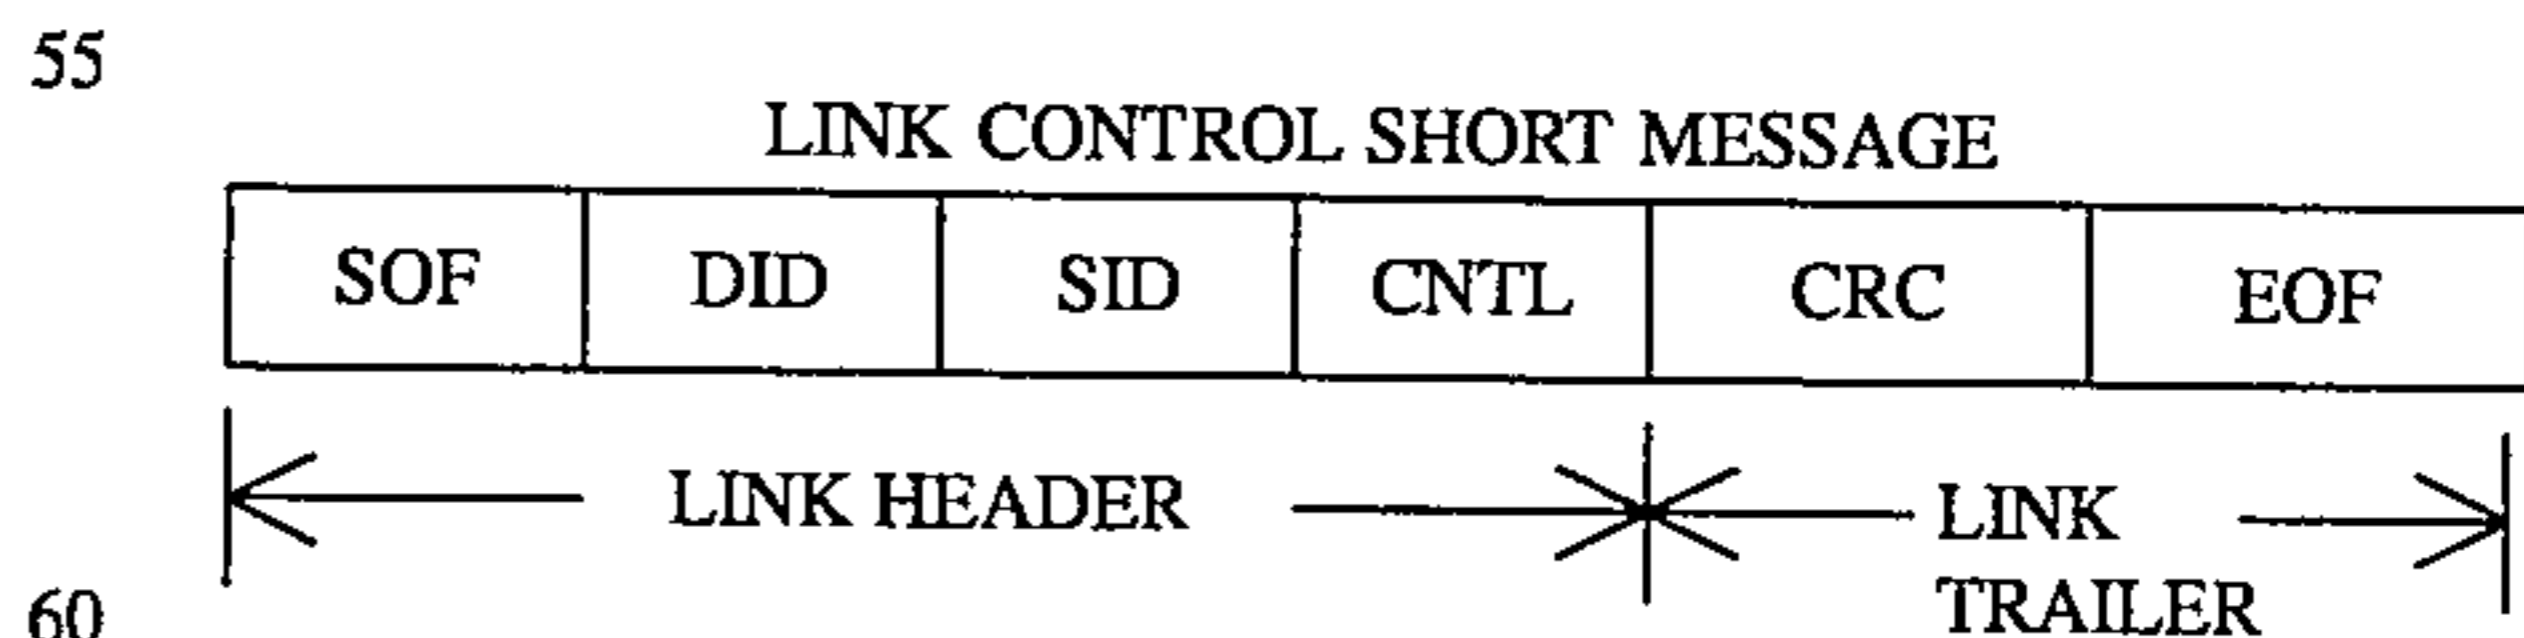 55
LINK CONTROL SHORT MESSAGE
SOF DID SID CNTL CRC EOF
LINK HEADER LINK
TRAILER
60